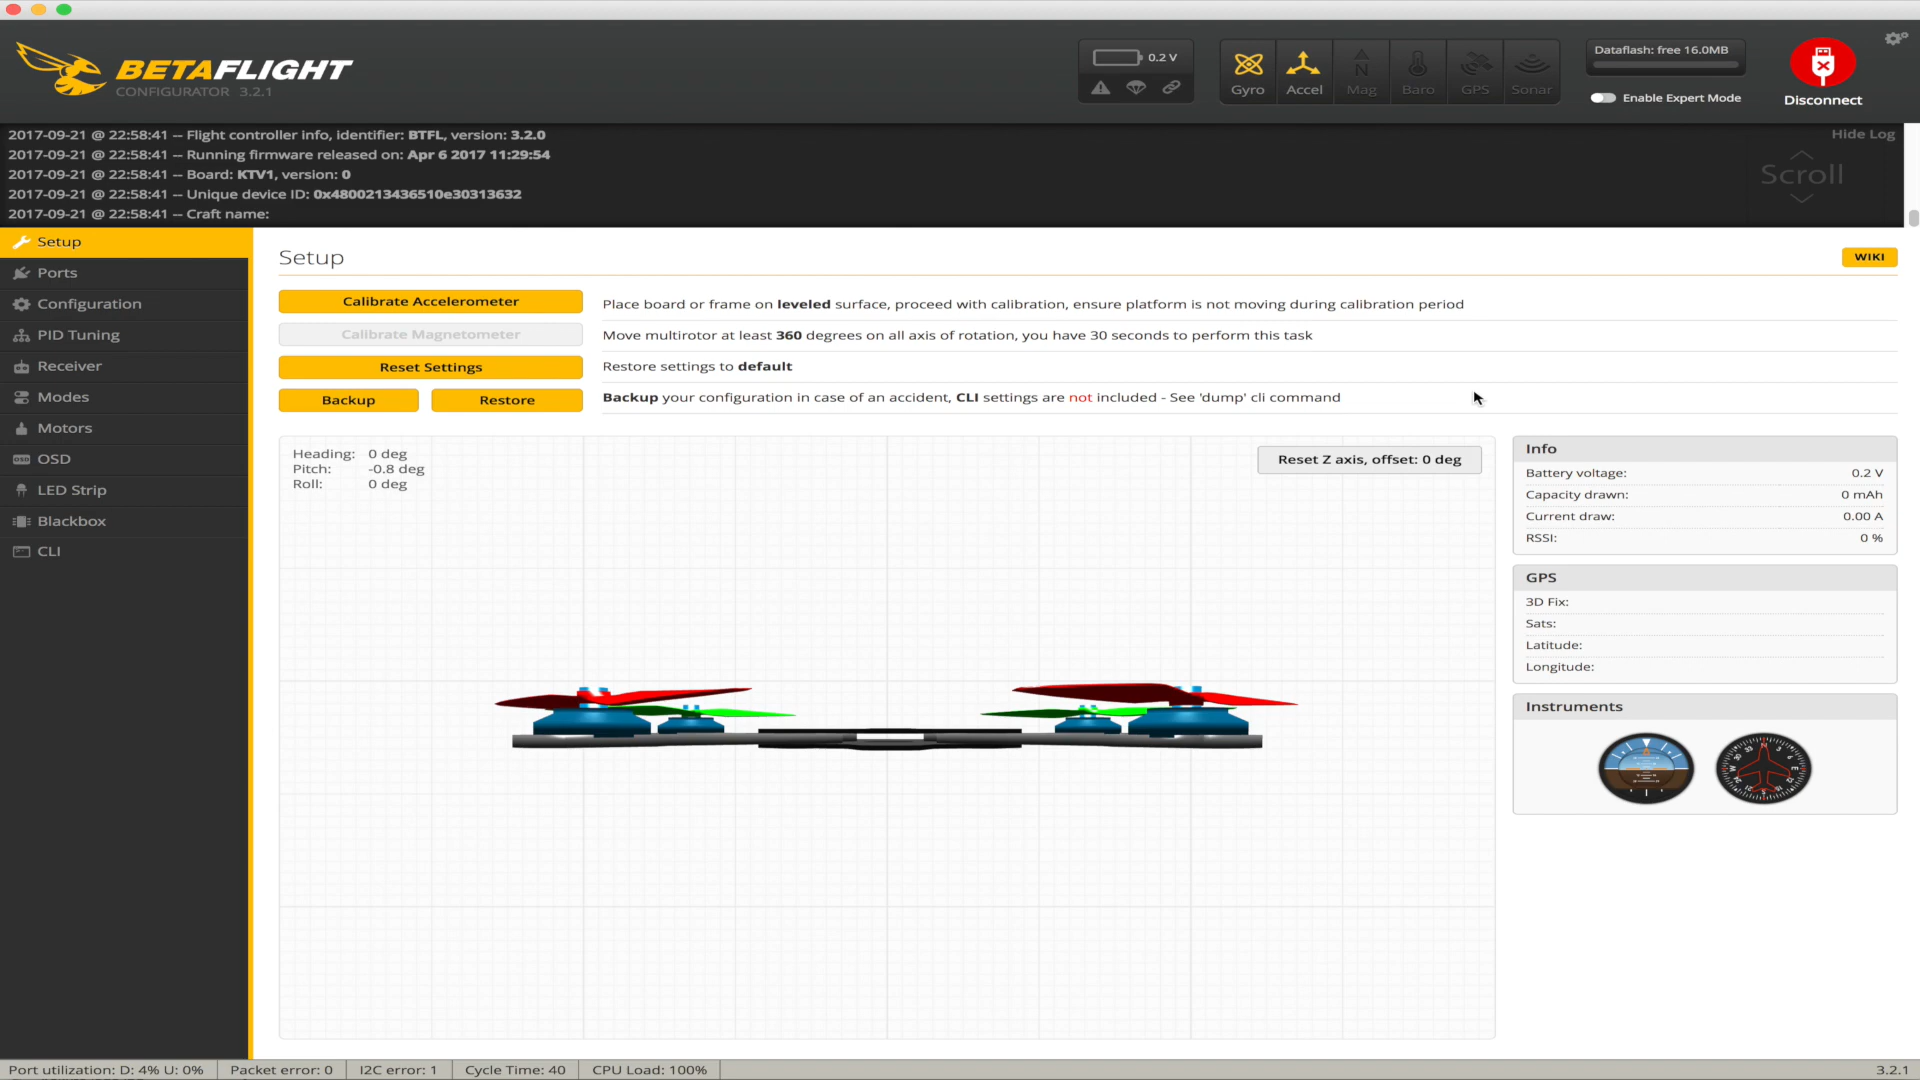 BETAFLIGHT
CONFIGURATOR 3.2.1
0.2 V
Gyro
Accel
Mag
Baro
GPS
Sonar
Dataflash: free 16.0MB
Enable Expert Mode
Disconnect
2017-09-21 @ 22:58:41 -- Flight controller info, identifier: BTFL, version: 3.2.0
2017-09-21 @ 22:58:41 -- Running firmware released on: Apr 6 2017 11:29:54
2017-09-21 @ 22:58:41 -- Board: KTV1, version: 0
2017-09-21 @ 22:58:41 -- Unique device ID: 0x4800213436510e30313632
2017-09-21 @ 22:58:41 -- Craft name:
Hide Log
Scroll
Setup
Ports
Configuration
PID Tuning
Receiver
Modes
Motors
OSD
LED Strip
Blackbox
CLI
Setup
WIKI
Calibrate Accelerometer
Place board or frame on leveled surface, proceed with calibration, ensure platform is not moving during calibration period
Calibrate Magnetometer
Move multirotor at least 360 degrees on all axis of rotation, you have 30 seconds to perform this task
Reset Settings
Restore settings to default
Backup
Restore
Backup your configuration in case of an accident, CLI settings are not included - See 'dump' cli command
Heading: 0 deg
Pitch: -0.8 deg
Roll: 0 deg
Reset Z axis, offset: 0 deg
Info
Battery voltage: 0.2 V
Capacity drawn: 0 mAh
Current draw: 0.00 A
RSSI: 0 %
GPS
3D Fix:
Sats:
Latitude:
Longitude:
Instruments
Port utilization: D: 4% U: 0%
Packet error: 0
I2C error: 1
Cycle Time: 40
CPU Load: 100%
3.2.1